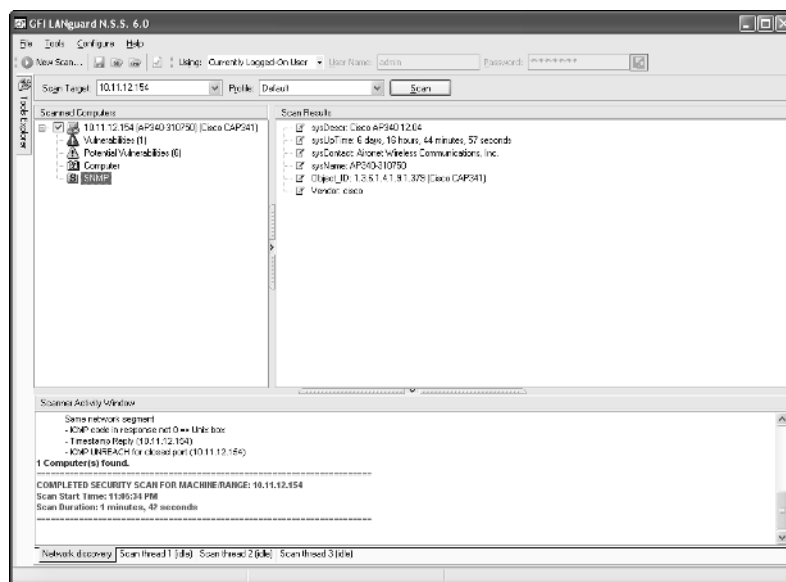 GFI LANguard N.S.S. 6.0
File Tools Configure Help
New Scan... Using: Currently Logged-On User User Name: admin Password: *******
Scan Target: 10.11.12.154 Profile: Default Scan
Tools Explorer
Scanned Computers
10.11.12.154 [AP340-310750] (Cisco CAP341)
Vulnerabilities (1)
Potential Vulnerabilities (6)
Computer
SNMP
Scan Results
sysDescr: Cisco AP340 12.04
sysUpTime: 6 days, 16 hours, 44 minutes, 57 seconds
sysContact: Aironet Wireless Communications, Inc.
sysName: AP340-310750
Object_ID: 1.3.6.1.4.1.9.1.379 (Cisco CAP341)
Vendor: cisco
Scanner Activity Window
Same network segment
- ICMP code in response not 0 => Unix box
- Timestamp Reply (10.11.12.154)
- ICMP UNREACH for closed port (10.11.12.154)
1 Computer(s) found.
COMPLETED SECURITY SCAN FOR MACHINE/RANGE: 10.11.12.154
Scan Start Time: 11:05:34 PM
Scan Duration: 1 minutes, 42 seconds
Network discovery Scan thread 1 (idle) Scan thread 2 (idle) Scan thread 3 (idle)